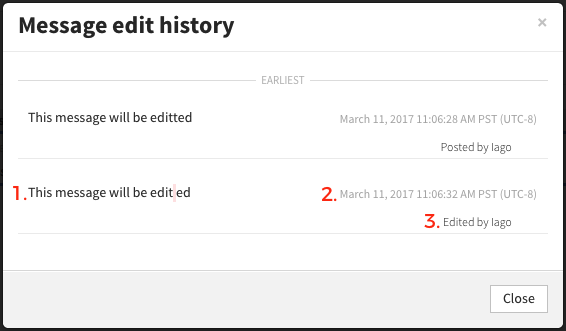 Message edit history ×
EARLIEST
This message will be editted March 11, 2017 11:06:28 AM PST (UTC-8)
Posted by Iago
1. This message will be edited 2. March 11, 2017 11:06:32 AM PST (UTC-8)
3. Edited by Iago
Close